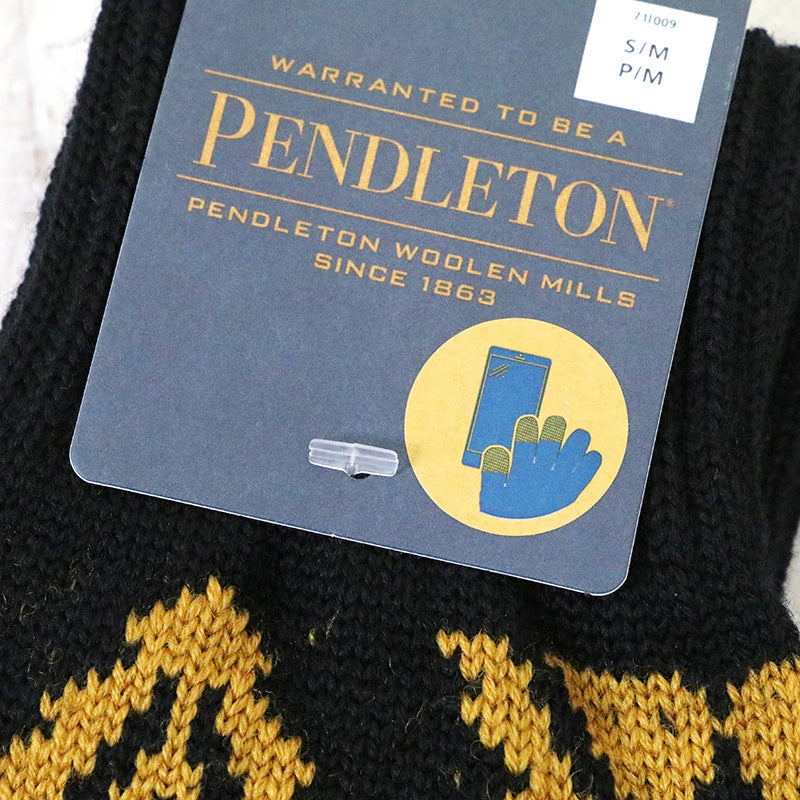 711009
S/M
P/M
WARRANTED TO BE A
PENDLETON®
PENDLETON WOOLEN MILLS
SINCE 1863